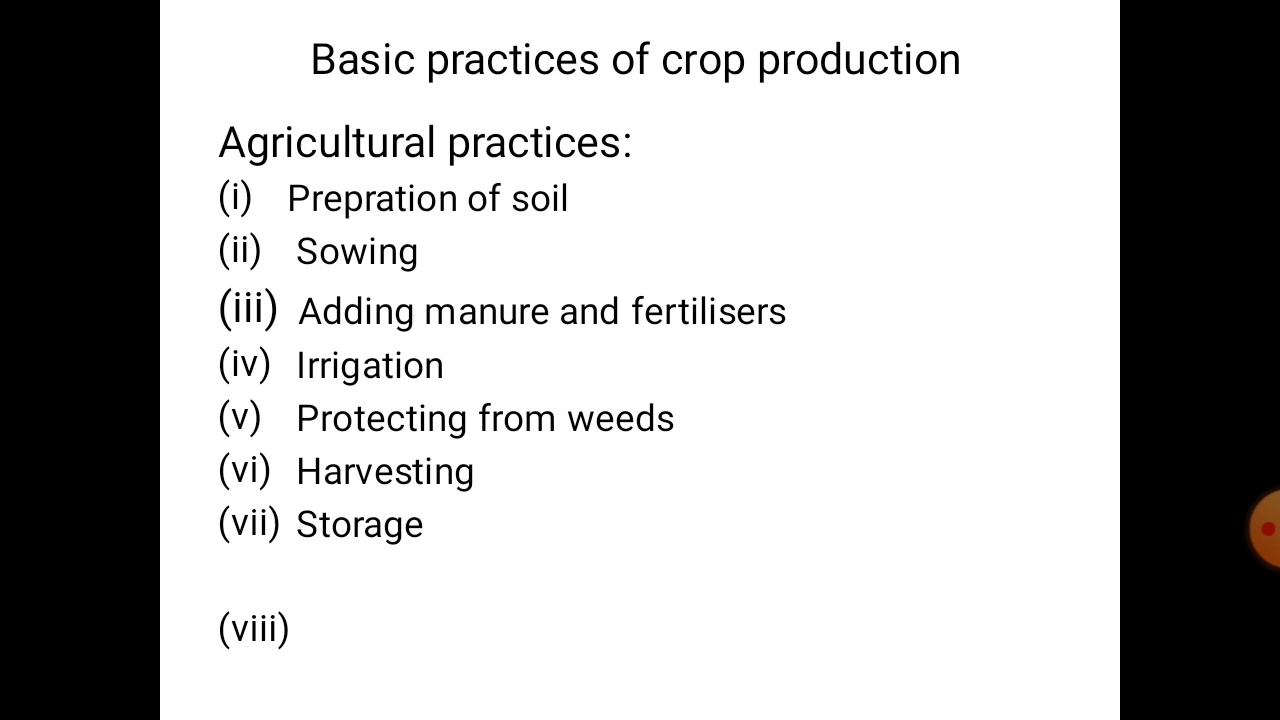 Basic practices of crop production
Agricultural practices:
(i) Prepration of soil
(ii) Sowing
(iii) Adding manure and fertilisers
(iv) Irrigation
(v) Protecting from weeds
(vi) Harvesting
(vii) Storage
(viii)